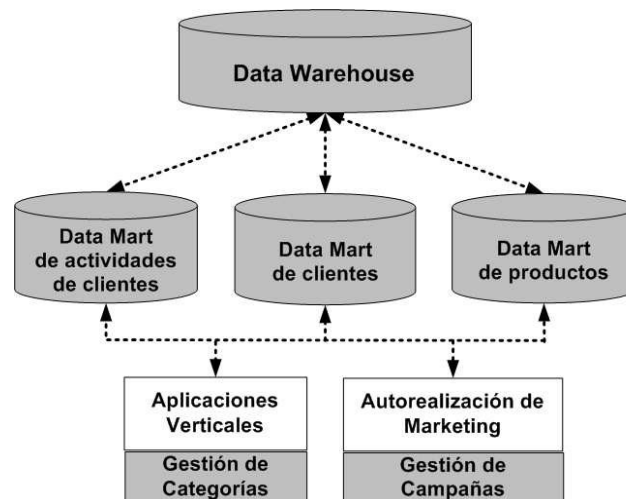 Data Warehouse
Data Mart
de actividades
de clientes
Data Mart
de clientes
Data Mart
de productos
Aplicaciones
Verticales
Gestión de
Categorías
Autorealización de
Marketing
Gestión de
Campañas